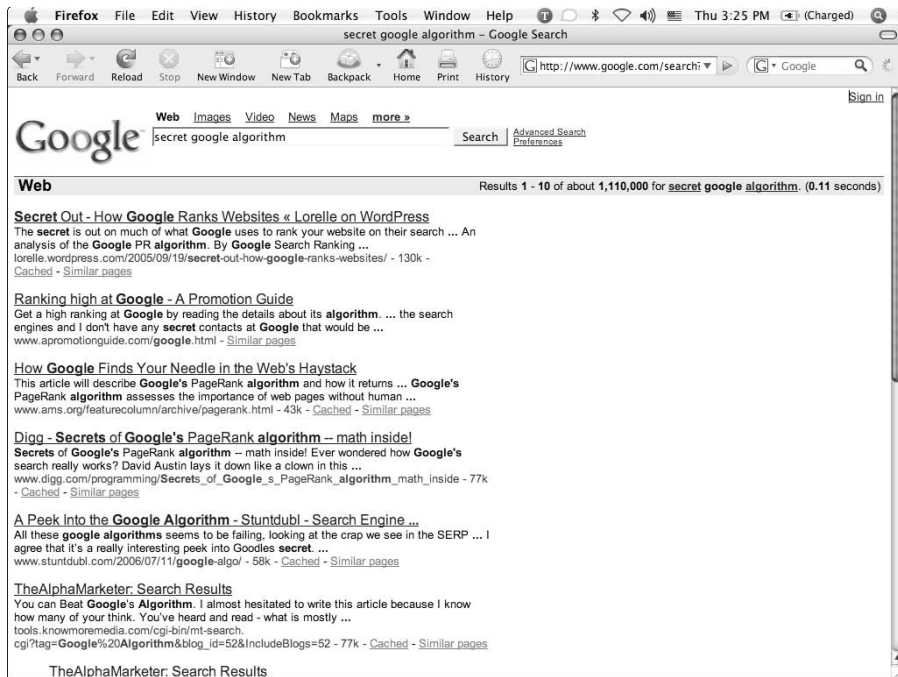 Firefox File Edit View History Bookmarks Tools Window Help Thu 3:25 PM (Charged)
secret google algorithm – Google Search
Back Forward Reload Stop New Window New Tab Backpack Home Print History G http://www.google.com/search? G Google
Sign in
Web Images Video News Maps more »
Google™ secret google algorithm Search Advanced Search
Preferences
Web Results 1 - 10 of about 1,110,000 for secret google algorithm. (0.11 seconds)
Secret Out - How Google Ranks Websites « Lorelle on WordPress
The secret is out on much of what Google uses to rank your website on their search ... An
analysis of the Google PR algorithm. By Google Search Ranking ...
lorelle.wordpress.com/2005/09/19/secret-out-how-google-ranks-websites/ - 130k -
Cached - Similar pages
Ranking high at Google - A Promotion Guide
Get a high ranking at Google by reading the details about its algorithm. ... the search
engines and I don't have any secret contacts at Google that would be ...
www.apromotionguide.com/google.html - Similar pages
How Google Finds Your Needle in the Web's Haystack
This article will describe Google's PageRank algorithm and how it returns ... Google's
PageRank algorithm assesses the importance of web pages without human ...
www.ams.org/featurecolumn/archive/pagerank.html - 43k - Cached - Similar pages
Digg - Secrets of Google's PageRank algorithm -- math inside!
Secrets of Google's PageRank algorithm -- math inside! Ever wondered how Google's
search really works? David Austin lays it down like a clown in this ...
www.digg.com/programming/Secrets_of_Google_s_PageRank_algorithm_math_inside - 77k
- Cached - Similar pages
A Peek Into the Google Algorithm - Stuntdubl - Search Engine ...
All these google algorithms seems to be failing, looking at the crap we see in the SERP ... I
agree that it's a really interesting peek into Goodles secret. ...
www.stuntdubl.com/2006/07/11/google-algo/ - 58k - Cached - Similar pages
TheAlphaMarketer: Search Results
You can Beat Google's Algorithm. I almost hesitated to write this article because I know
how many of your think. You've heard and read - what is mostly ...
tools.knowmoremedia.com/cgi-bin/mt-search.
cgi?tag=Google%20Algorithm&blog_id=52&IncludeBlogs=52 - 77k - Cached - Similar pages
TheAlphaMarketer: Search Results